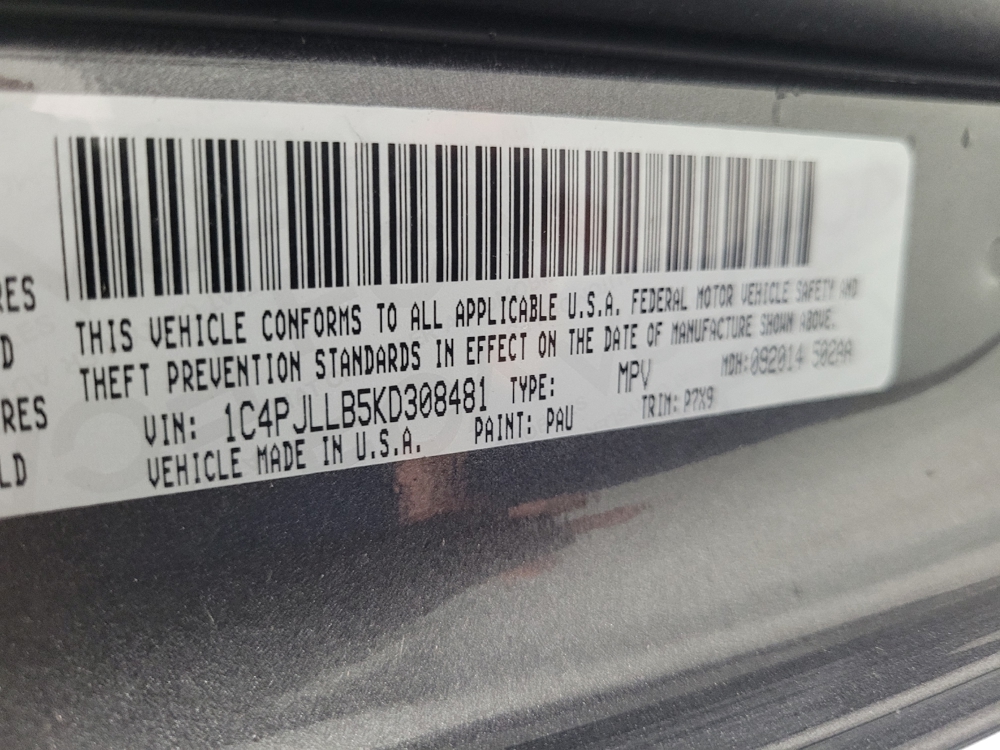 RES
D
RES
LD
THIS VEHICLE CONFORMS TO ALL APPLICABLE U.S.A. FEDERAL MOTOR VEHICLE SAFETY AND
THEFT PREVENTION STANDARDS IN EFFECT ON THE DATE OF MANUFACTURE SHOWN ABOVE.
VIN: 1C4PJLLB5KD308481 TYPE: MPV MDH: 092014 502AA
VEHICLE MADE IN U.S.A. PAINT: PAU TRIM: P7X9